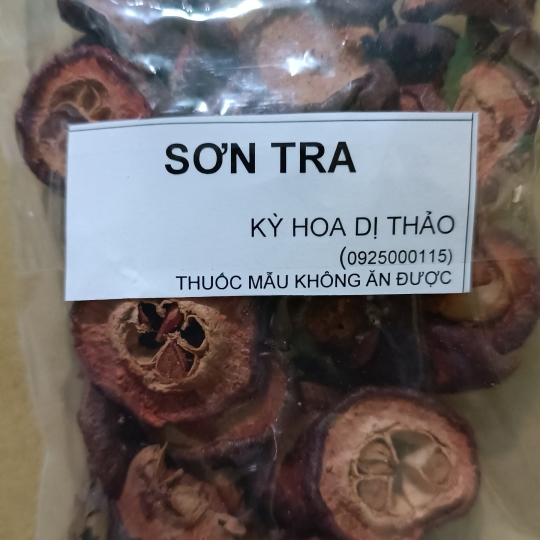 SƠN TRA
KỲ HOA DỊ THẢO
(0925000115)
THUỐC MẪU KHÔNG ĂN ĐƯỢC